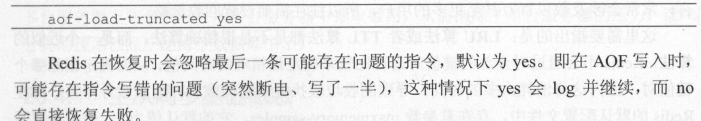 aof-load-truncated yes
Redis 在恢复时会忽略最后一条可能存在问题的指令，默认为 yes。即在 AOF 写入时，
可能存在指令写错的问题（突然断电、写了一半），这种情况下 yes 会 log 并继续，而 no
会直接恢复失败。